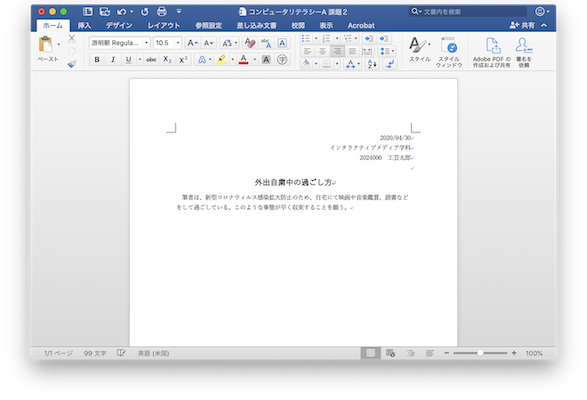 コンピュータリテラシーA 課題2
文書内を検索
ホーム 挿入 デザイン レイアウト 参照設定 差し込み文書 校閲 表示 Acrobat 共有
ペースト
游明朝 Regula... 10.5
B I U abc X₂ X²
スタイル
スタイル ウィンドウ
Adobe PDF の 作成および共有
署名を 依頼
2020/04/30
インタラクティブメディア学科
2024000 工芸太郎
外出自粛中の過ごし方
筆者は、新型コロナウィルス感染拡大防止のため、自宅にて映画や音楽鑑賞、読書など
をして過ごしている。このような事態が早く収束することを願う。
1/1 ページ 99 文字 英語 (米国) 100%